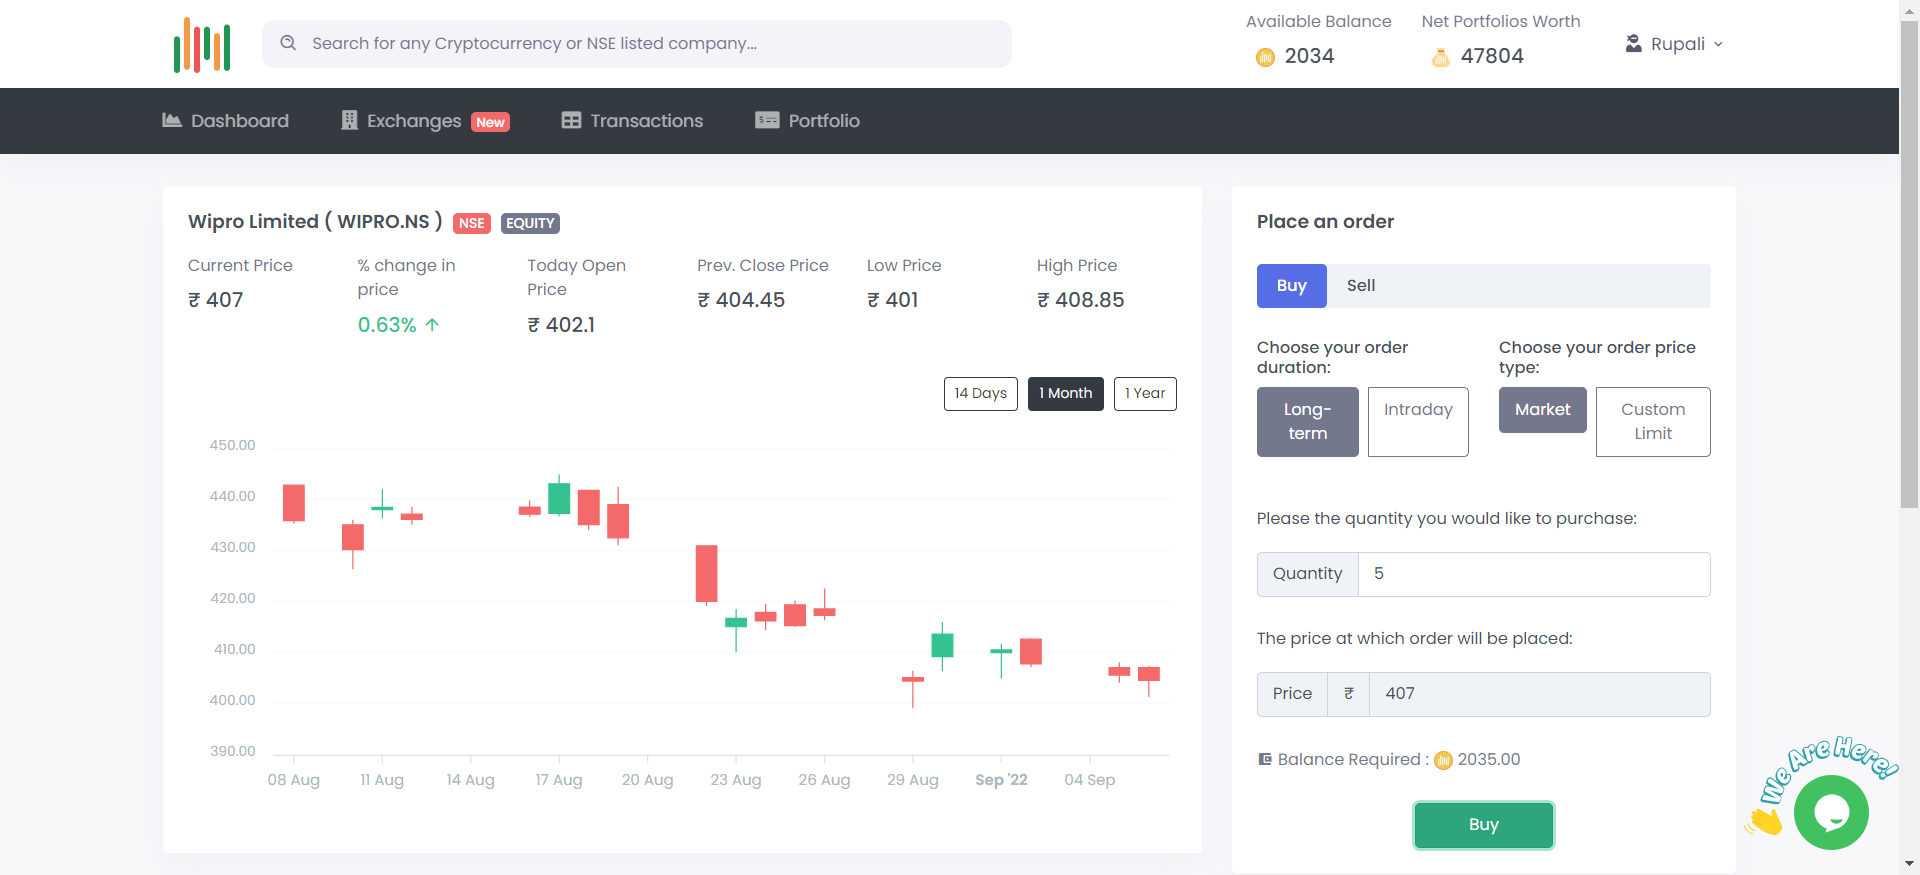 Search for any Cryptocurrency or NSE listed company...
Available Balance
2034
Net Portfolios Worth
47804
Rupali
Dashboard
Exchanges New
Transactions
Portfolio
Wipro Limited ( WIPRO.NS ) NSE EQUITY
Current Price
₹ 407
% change in
price
0.63% ↑
Today Open
Price
₹ 402.1
Prev. Close Price
₹ 404.45
Low Price
₹ 401
High Price
₹ 408.85
14 Days 1 Month 1 Year
450.00
440.00
430.00
420.00
410.00
400.00
390.00
08 Aug 11 Aug 14 Aug 17 Aug 20 Aug 23 Aug 26 Aug 29 Aug Sep '22 04 Sep
Place an order
Buy Sell
Choose your order
duration:
Long-
term
Intraday
Choose your order price
type:
Market
Custom
Limit
Please the quantity you would like to purchase:
Quantity 5
The price at which order will be placed:
Price ₹ 407
Balance Required : 2035.00
Buy
We Are Here!